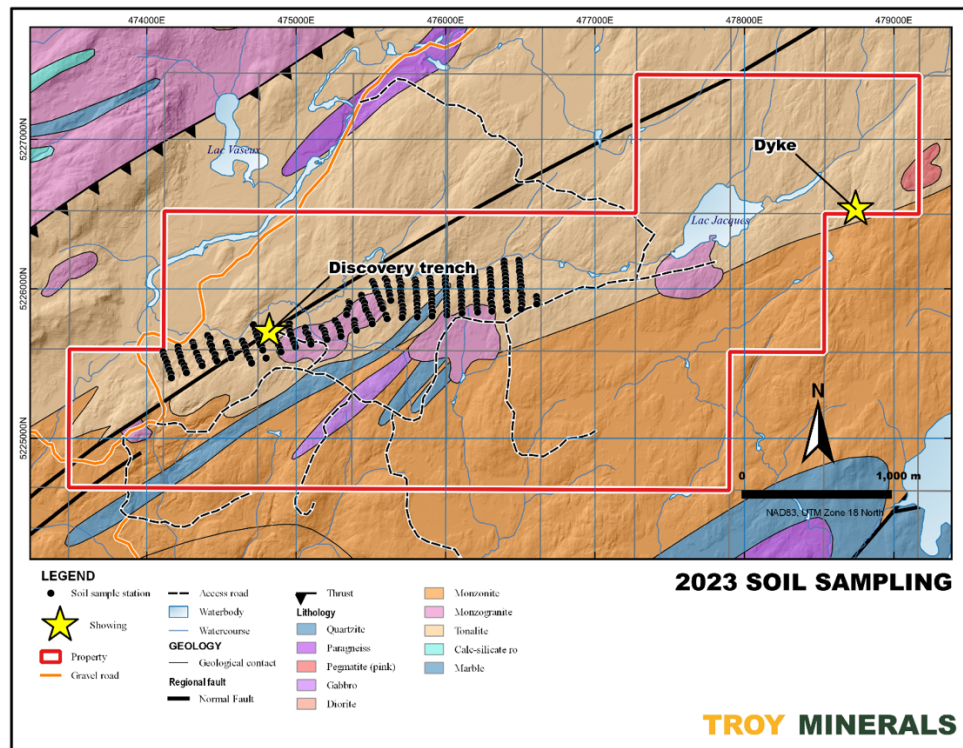 474000E 475000E 476000E 477000E 478000E 479000E
5227000N
5226000N
5225000N
Lac Vaseux
Dyke
Lac Jacques
Discovery trench
N
0 1,000 m
NAD83, UTM Zone 18 North
2023 SOIL SAMPLING
LEGEND
Soil sample station
Showing
Property
Gravel road
Access road
Waterbody
Watercourse
GEOLOGY
Geological contact
Regional fault
Normal Fault
Thrust
Lithology
Quartzite
Paragneiss
Pegmatite (pink)
Gabbro
Diorite
Monzonite
Monzogranite
Tonalite
Calc-silicate ro
Marble
TROY MINERALS